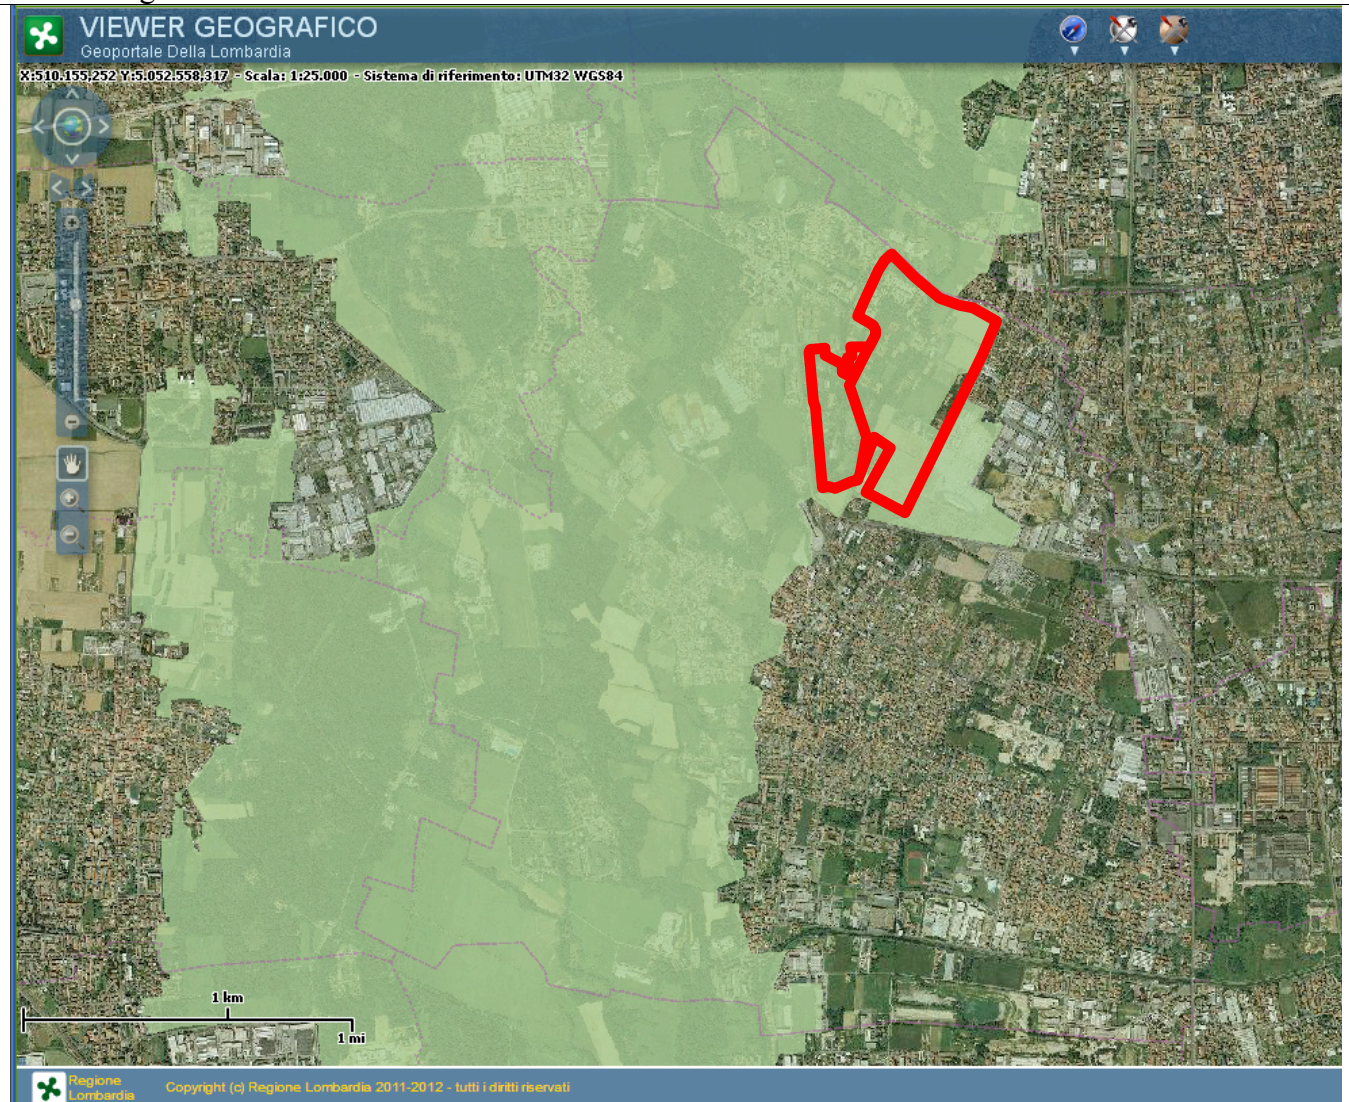 VIEWER GEOGRAFICO
Geoportale Della Lombardia
X:510.155,252 Y:5.052.558,317 - Scala: 1:25.000 - Sistema di riferimento: UTM32 WGS84
1 km
1 mi
Regione
Lombardia
Copyright (c) Regione Lombardia 2011-2012 - tutti i diritti riservati